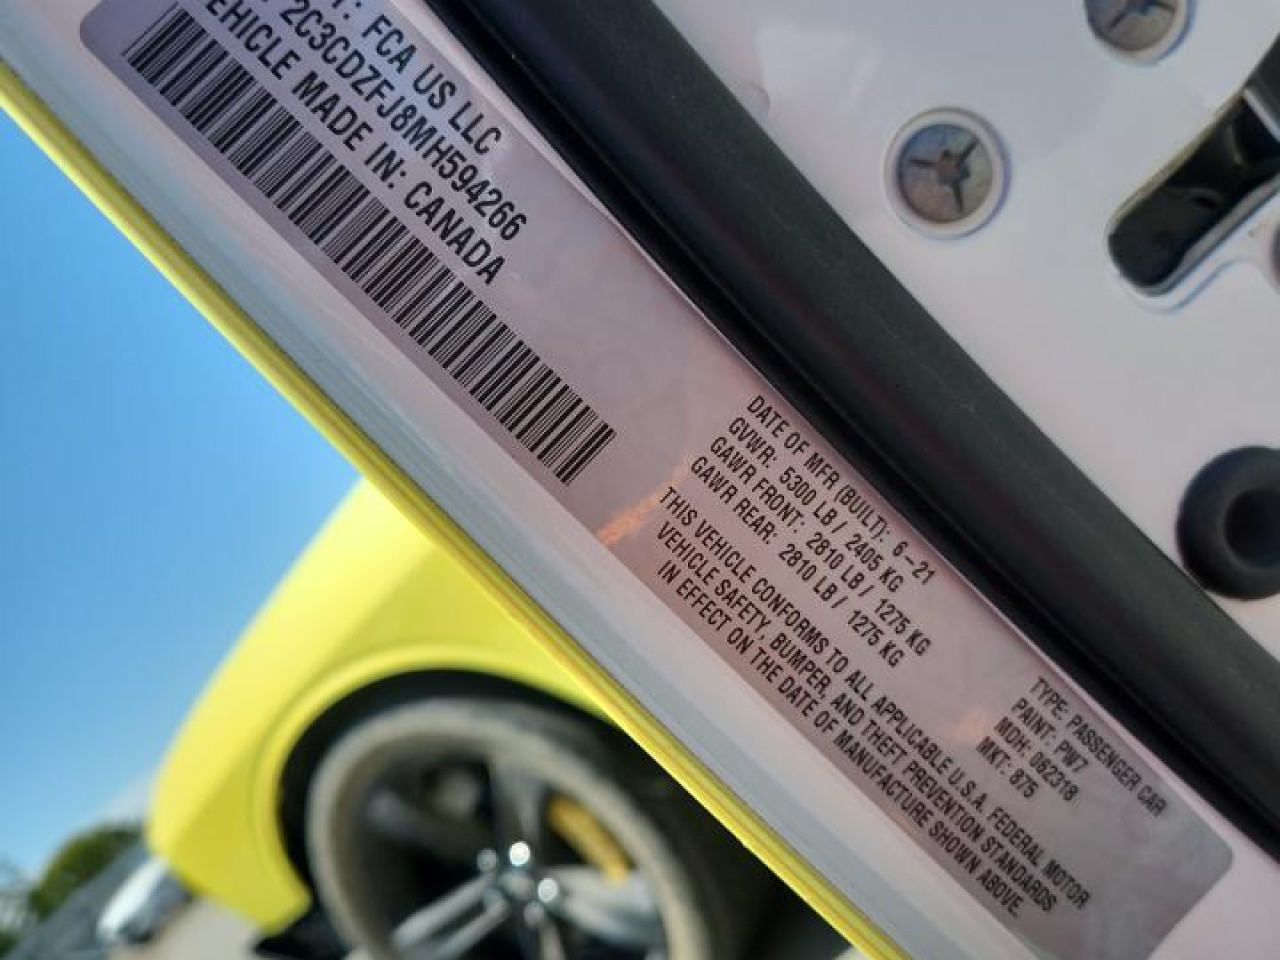 Y: FCA US LLC
2C3CDZFJ8MH594266
EHICLE MADE IN: CANADA
DATE OF MFR (BUILT): 6-21
GVWR: 5300 LB / 2405 KG
GAWR FRONT: 2810 LB / 1275 KG
GAWR REAR: 2810 LB / 1275 KG
THIS VEHICLE CONFORMS TO ALL APPLICABLE U.S.A. FEDERAL MOTOR
VEHICLE SAFETY, BUMPER, AND THEFT PREVENTION STANDARDS
IN EFFECT ON THE DATE OF MANUFACTURE SHOWN ABOVE.
TYPE: PASSENGER CAR
PAINT: PW7
MDH: 062318
MKT: 875